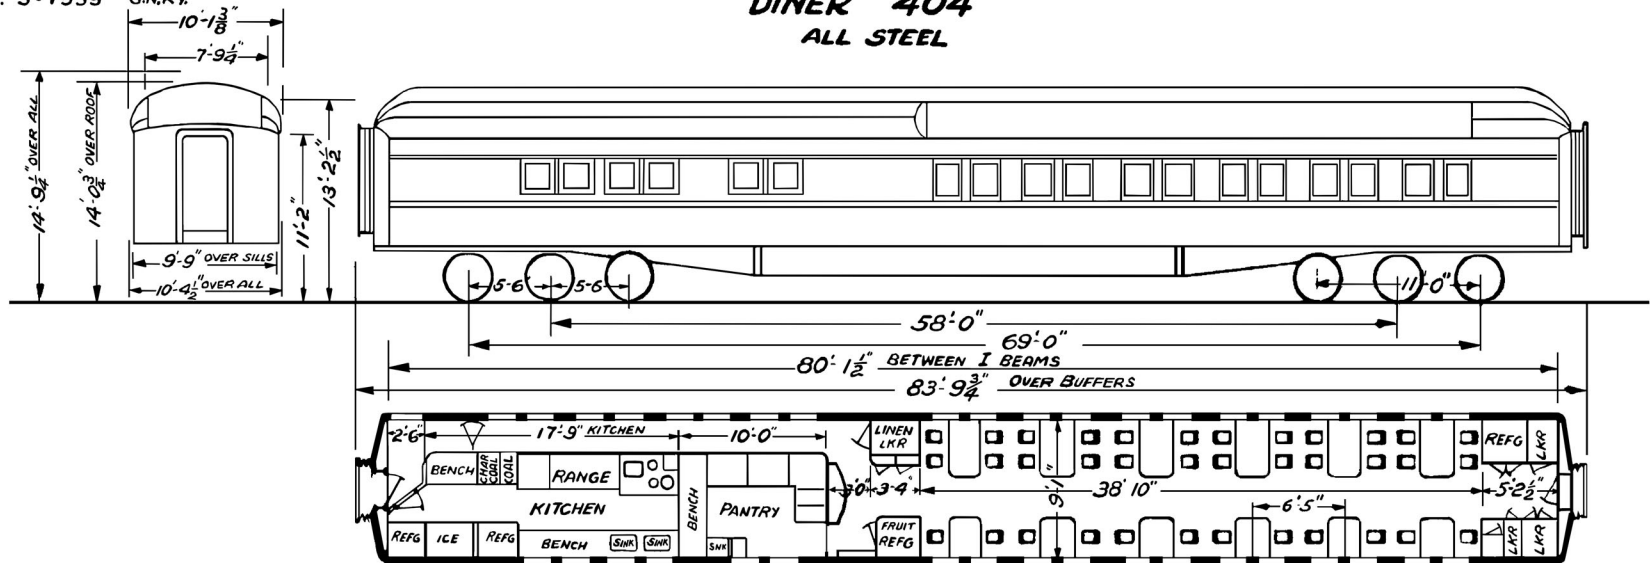 DINER 404
ALL STEEL
G.N.RY.
10'-1 3/8"
7'-9 1/4"
14'-9 1/4" OVER ALL
14'-0 3/4" OVER ROOF
11'-2"
13'-2 1/2"
9'-9" OVER SILLS
10'-4 1/2" OVER ALL
5-6
5-6
11'-0"
58'-0"
69'-0"
80'-1 1/2" BETWEEN I BEAMS
83'-9 3/4" OVER BUFFERS
2'-6"
17'-9" KITCHEN
10'-0"
LINEN
LKR
REFG
LKR
BENCH
CHAR
COAL
COAL
RANGE
KITCHEN
BENCH
PANTRY
3'-4"
38' 10"
9'-1"
5'-2 1/2"
6'-5"
REFG
ICE
REFG
BENCH
SINK
SINK
SNK
FRUIT
REFG
LKR
LKR